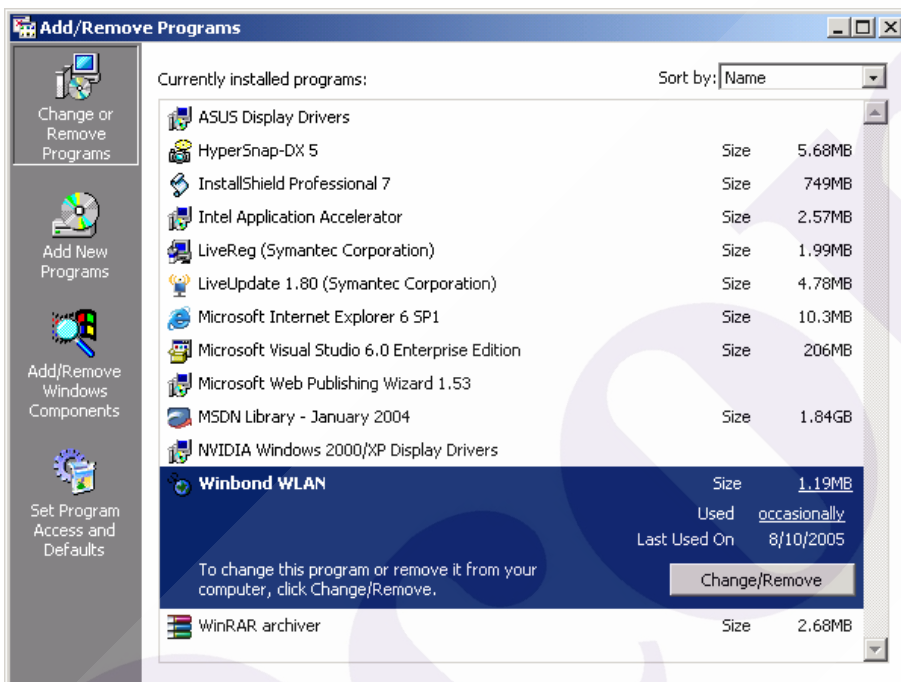 Add/Remove Programs
Change or
Remove
Programs
Add New
Programs
Add/Remove
Windows
Components
Set Program
Access and
Defaults
Currently installed programs:
Sort by: Name
ASUS Display Drivers
HyperSnap-DX 5 Size 5.68MB
InstallShield Professional 7 Size 749MB
Intel Application Accelerator Size 2.57MB
LiveReg (Symantec Corporation) Size 1.99MB
LiveUpdate 1.80 (Symantec Corporation) Size 4.78MB
Microsoft Internet Explorer 6 SP1 Size 10.3MB
Microsoft Visual Studio 6.0 Enterprise Edition Size 206MB
Microsoft Web Publishing Wizard 1.53
MSDN Library - January 2004 Size 1.84GB
NVIDIA Windows 2000/XP Display Drivers
Winbond WLAN Size 1.19MB
Used occasionally
Last Used On 8/10/2005
To change this program or remove it from your
computer, click Change/Remove.
Change/Remove
WinRAR archiver Size 2.68MB